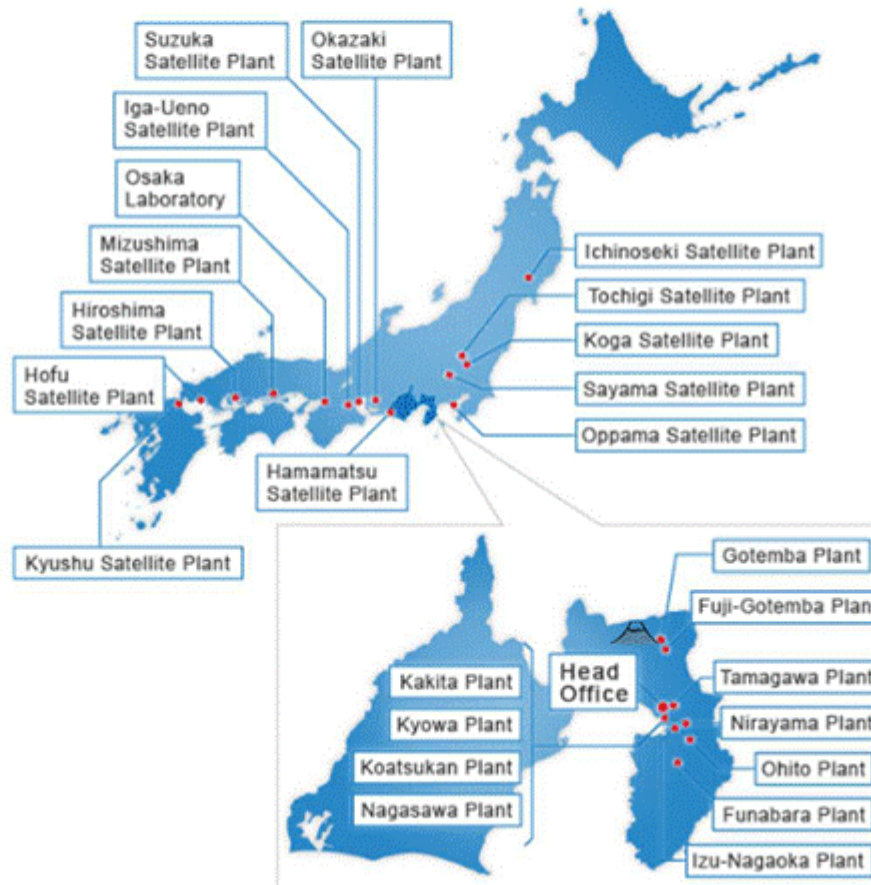 Suzuka
Satellite Plant
Okazaki
Satellite Plant
Iga-Ueno
Satellite Plant
Osaka
Laboratory
Mizushima
Satellite Plant
Hiroshima
Satellite Plant
Hofu
Satellite Plant
Ichinoseki Satellite Plant
Tochigi Satellite Plant
Koga Satellite Plant
Sayama Satellite Plant
Oppama Satellite Plant
Hamamatsu
Satellite Plant
Kyushu Satellite Plant
Gotemba Plant
Fuji-Gotemba Plant
Head
Office
Kakita Plant
Kyowa Plant
Koatsukan Plant
Nagasawa Plant
Tamagawa Plant
Nirayama Plant
Ohito Plant
Funabara Plant
Izu-Nagaoka Plant